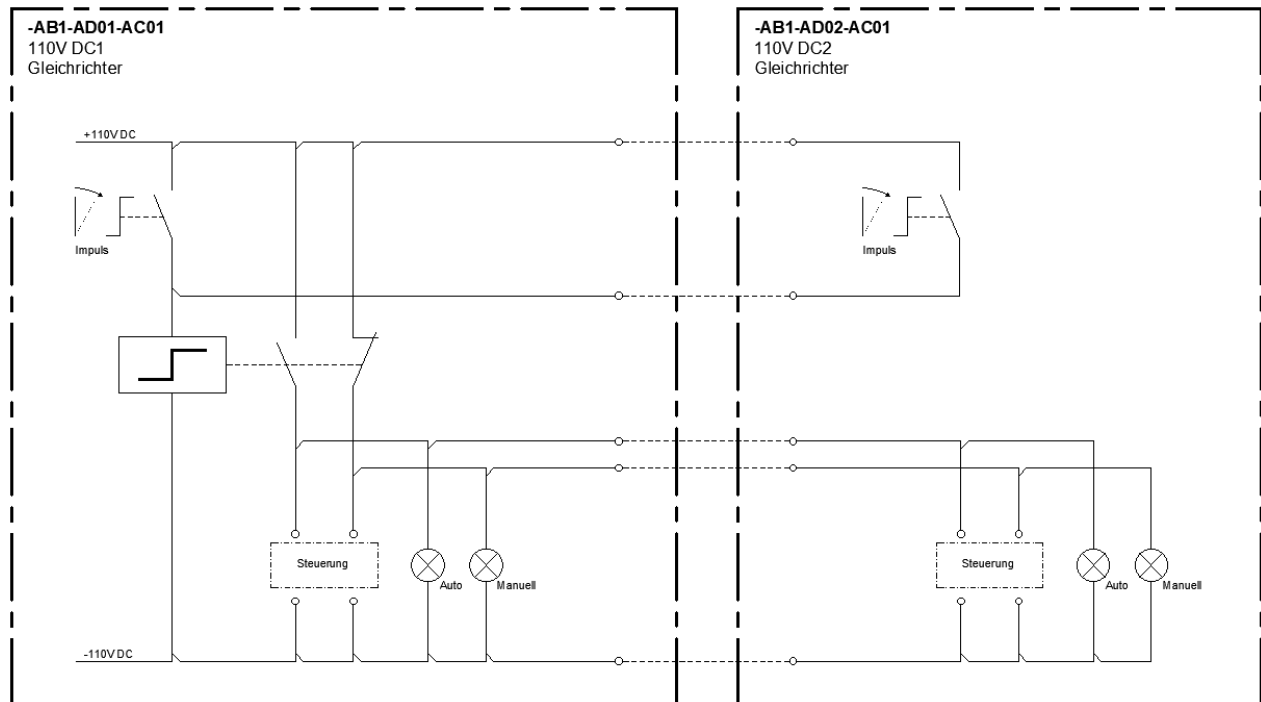 -AB1-AD01-AC01
110V DC1
Gleichrichter
-AB1-AD02-AC01
110V DC2
Gleichrichter
+110V DC
Impuls
Impuls
Steuerung
Auto
Manuell
Steuerung
Auto
Manuell
-110V DC